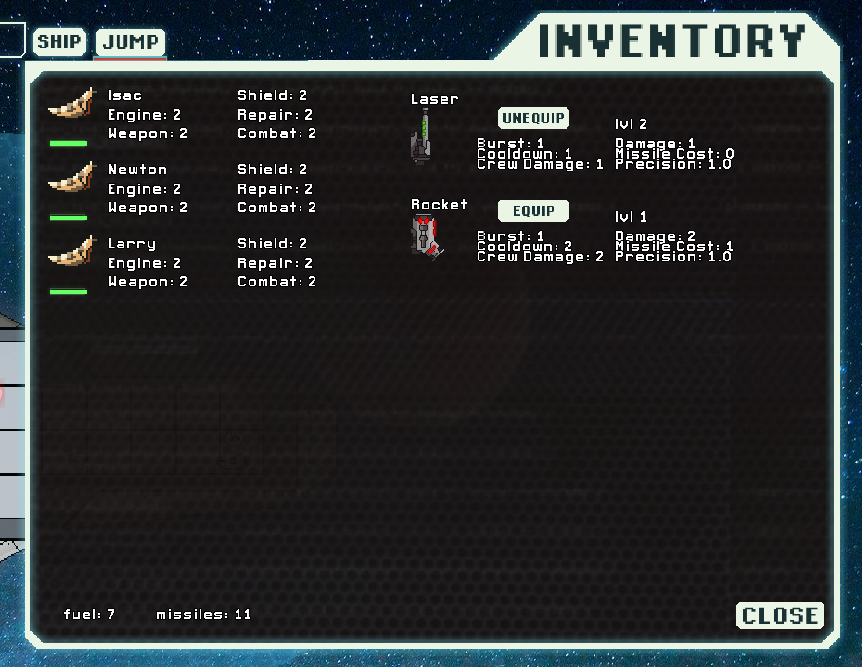 SHIP JUMP
INVENTORY
Isac Shield: 2
Engine: 2 Repair: 2
Weapon: 2 Combat: 2
Newton Shield: 2
Engine: 2 Repair: 2
Weapon: 2 Combat: 2
Larry Shield: 2
Engine: 2 Repair: 2
Weapon: 2 Combat: 2
Laser
UNEQUIP lvl 2
Burst: 1 Damage: 1
Cooldown: 1 Missile Cost: 0
Crew Damage: 1 Precision: 1.0
Rocket
EQUIP lvl 1
Burst: 1 Damage: 2
Cooldown: 2 Missile Cost: 1
Crew Damage: 2 Precision: 1.0
fuel: 7 missiles: 11
CLOSE